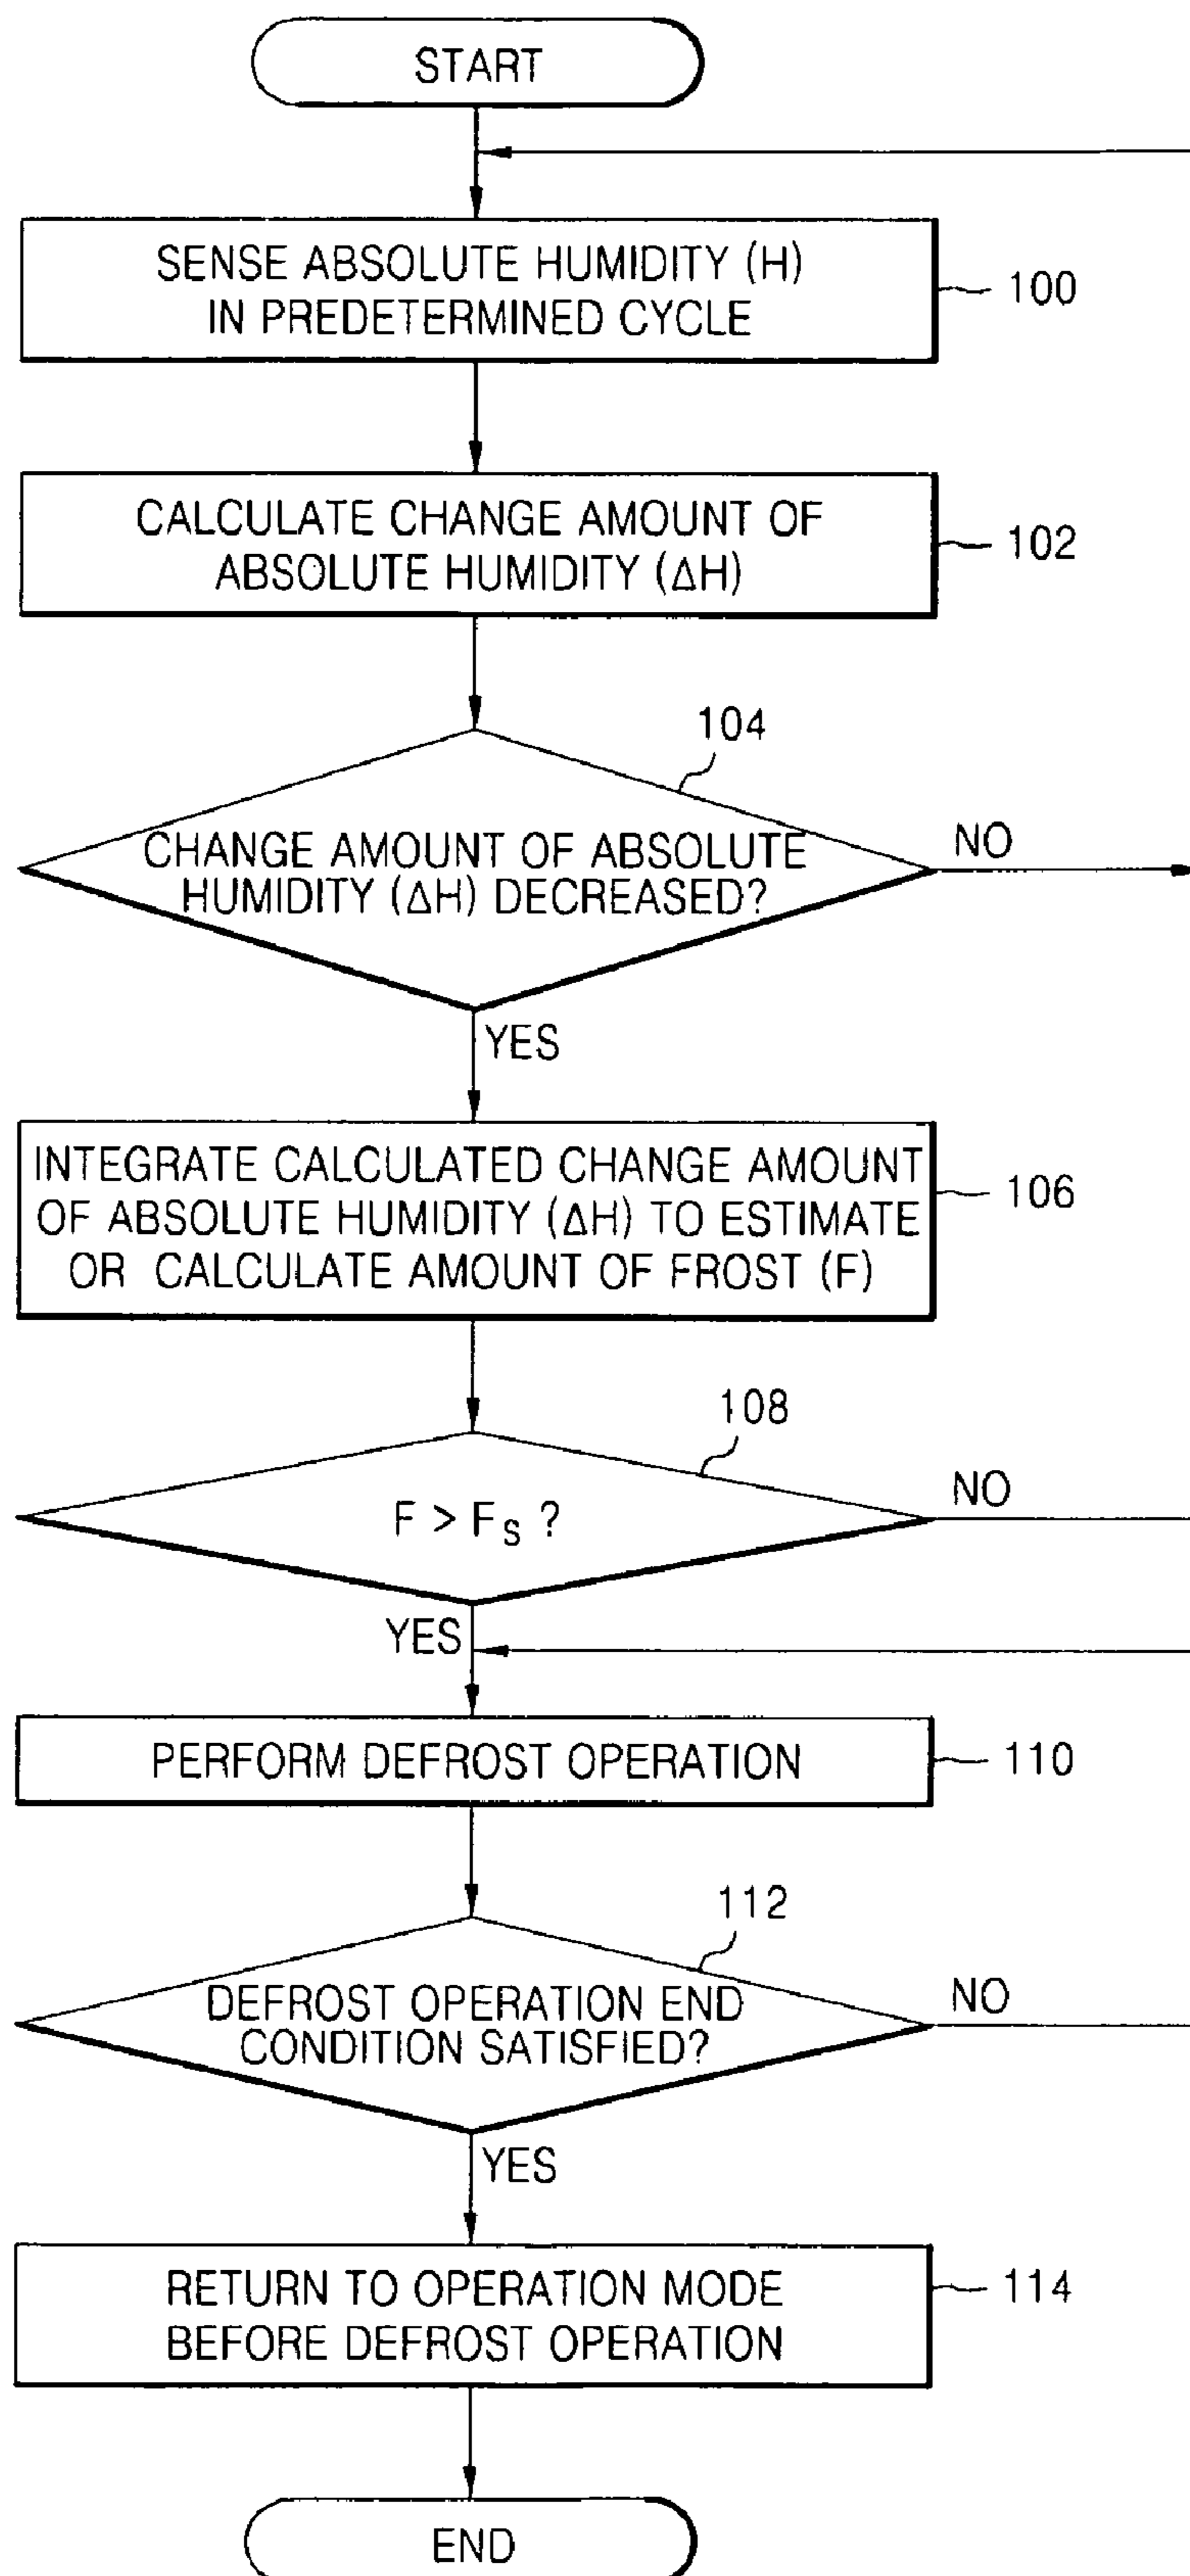 START
SENSE ABSOLUTE HUMIDITY (H)
IN PREDETERMINED CYCLE
100
CALCULATE CHANGE AMOUNT OF
ABSOLUTE HUMIDITY (ΔH)
102
104
CHANGE AMOUNT OF ABSOLUTE
HUMIDITY (ΔH) DECREASED?
NO
YES
INTEGRATE CALCULATED CHANGE AMOUNT
OF ABSOLUTE HUMIDITY (ΔH) TO ESTIMATE
OR CALCULATE AMOUNT OF FROST (F)
106
108
F > FS ?
NO
YES
PERFORM DEFROST OPERATION
110
112
DEFROST OPERATION END
CONDITION SATISFIED?
NO
YES
RETURN TO OPERATION MODE
BEFORE DEFROST OPERATION
114
END